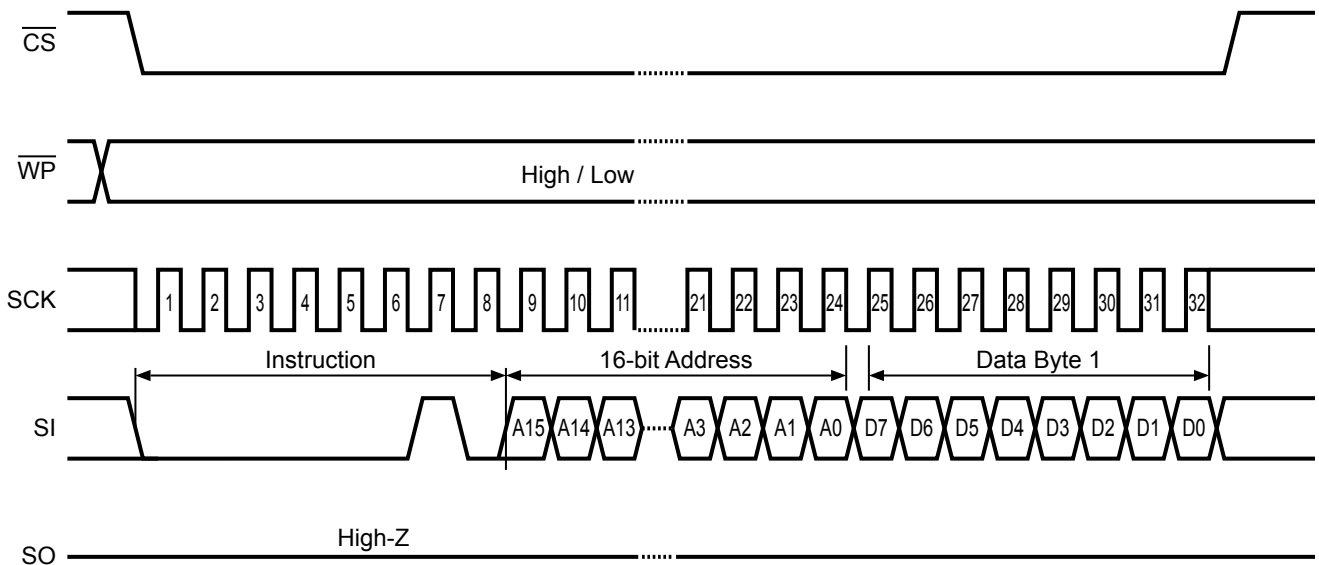 CS
WP
High / Low
SCK
1 2 3 4 5 6 7 8 9 10 11 21 22 23 24 25 26 27 28 29 30 31 32
Instruction 16-bit Address Data Byte 1
SI
A15 A14 A13 A3 A2 A1 A0 D7 D6 D5 D4 D3 D2 D1 D0
High-Z
SO